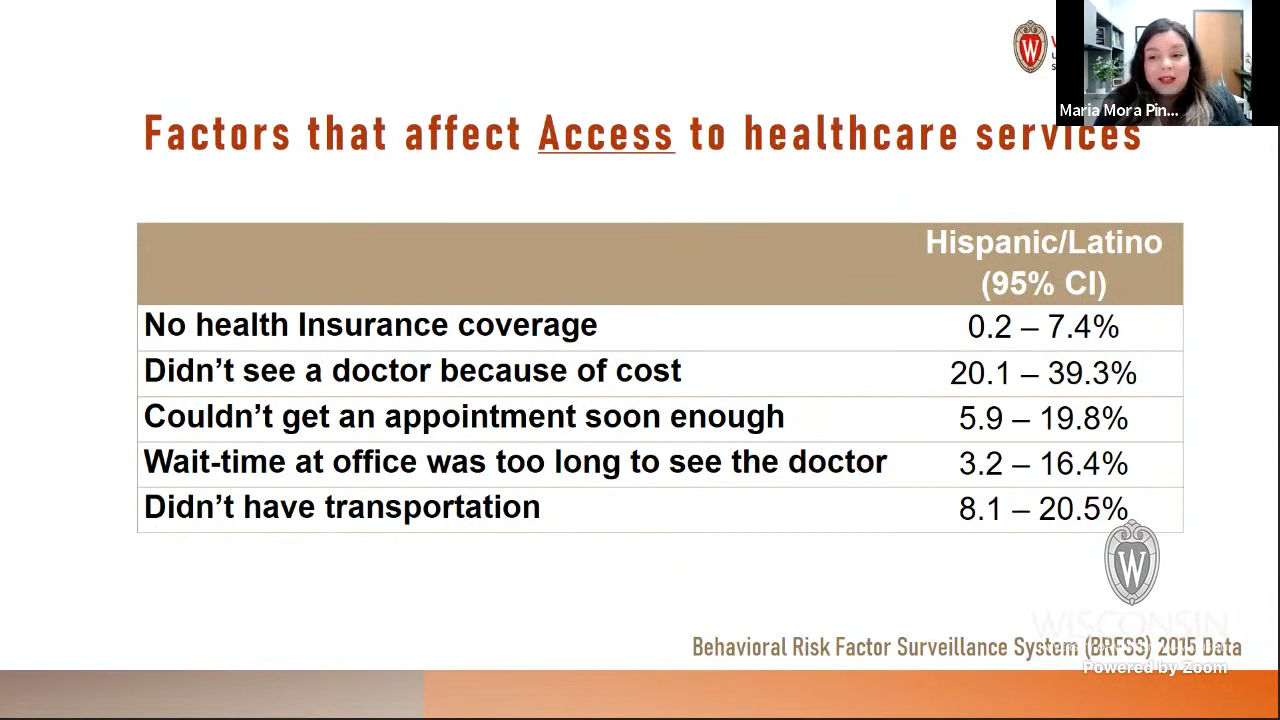 W
Maria Mora Pin...
Factors that affect Access to healthcare services
Hispanic/Latino
(95% CI)
No health Insurance coverage 0.2 – 7.4%
Didn't see a doctor because of cost 20.1 – 39.3%
Couldn't get an appointment soon enough 5.9 – 19.8%
Wait-time at office was too long to see the doctor 3.2 – 16.4%
Didn't have transportation 8.1 – 20.5%
W
WISCONSIN
Behavioral Risk Factor Surveillance System (BRFSS) 2015 Data
Powered by Zoom